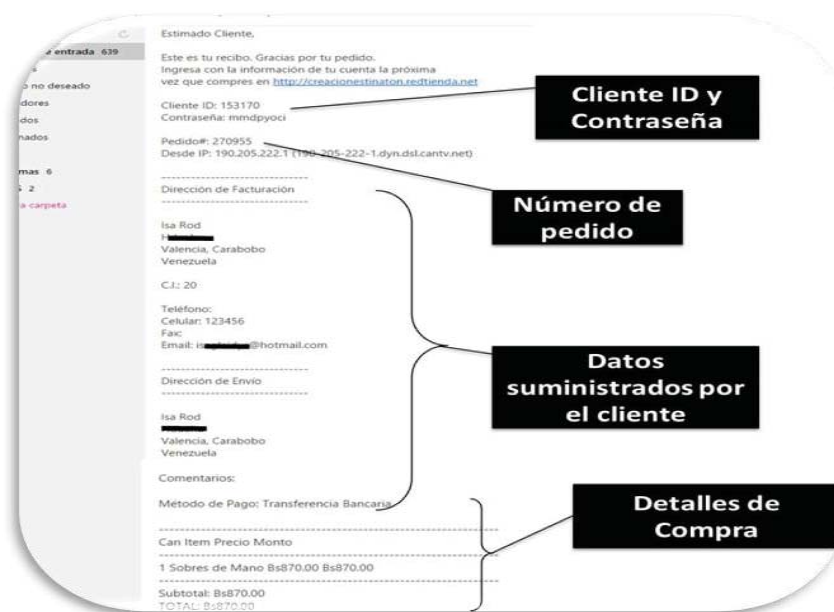 Estimado Cliente,
e entrada 639
Este es tu recibo. Gracias por tu pedido.
Ingresa con la información de tu cuenta la próxima
vez que compres en http://creacionestinaton.redtienda.net
s
o no deseado
dores
dos
nados
mas 6
S 2
a carpeta
Cliente ID: 153170
Contraseña: mmdpyoci
Pedido#: 270955
Desde IP: 190.205.222.1 (190-205-222-1.dyn.dsl.cantv.net)
----------------------------
Dirección de Facturación
----------------------------
Isa Rod
Valencia, Carabobo
Venezuela
C.I.: 20
Teléfono:
Celular: 123456
Fax:
Email: is @hotmail.com
----------------------------
Dirección de Envío
----------------------------
Isa Rod
Valencia, Carabobo
Venezuela
Comentarios:
Método de Pago: Transferencia Bancaria
----------------------------
Can Item Precio Monto
----------------------------
1 Sobres de Mano Bs870.00 Bs870.00
----------------------------
Subtotal: Bs870.00
TOTAL: Bs870.00
Cliente ID y
Contraseña
Número de
pedido
Datos
suministrados por
el cliente
Detalles de
Compra